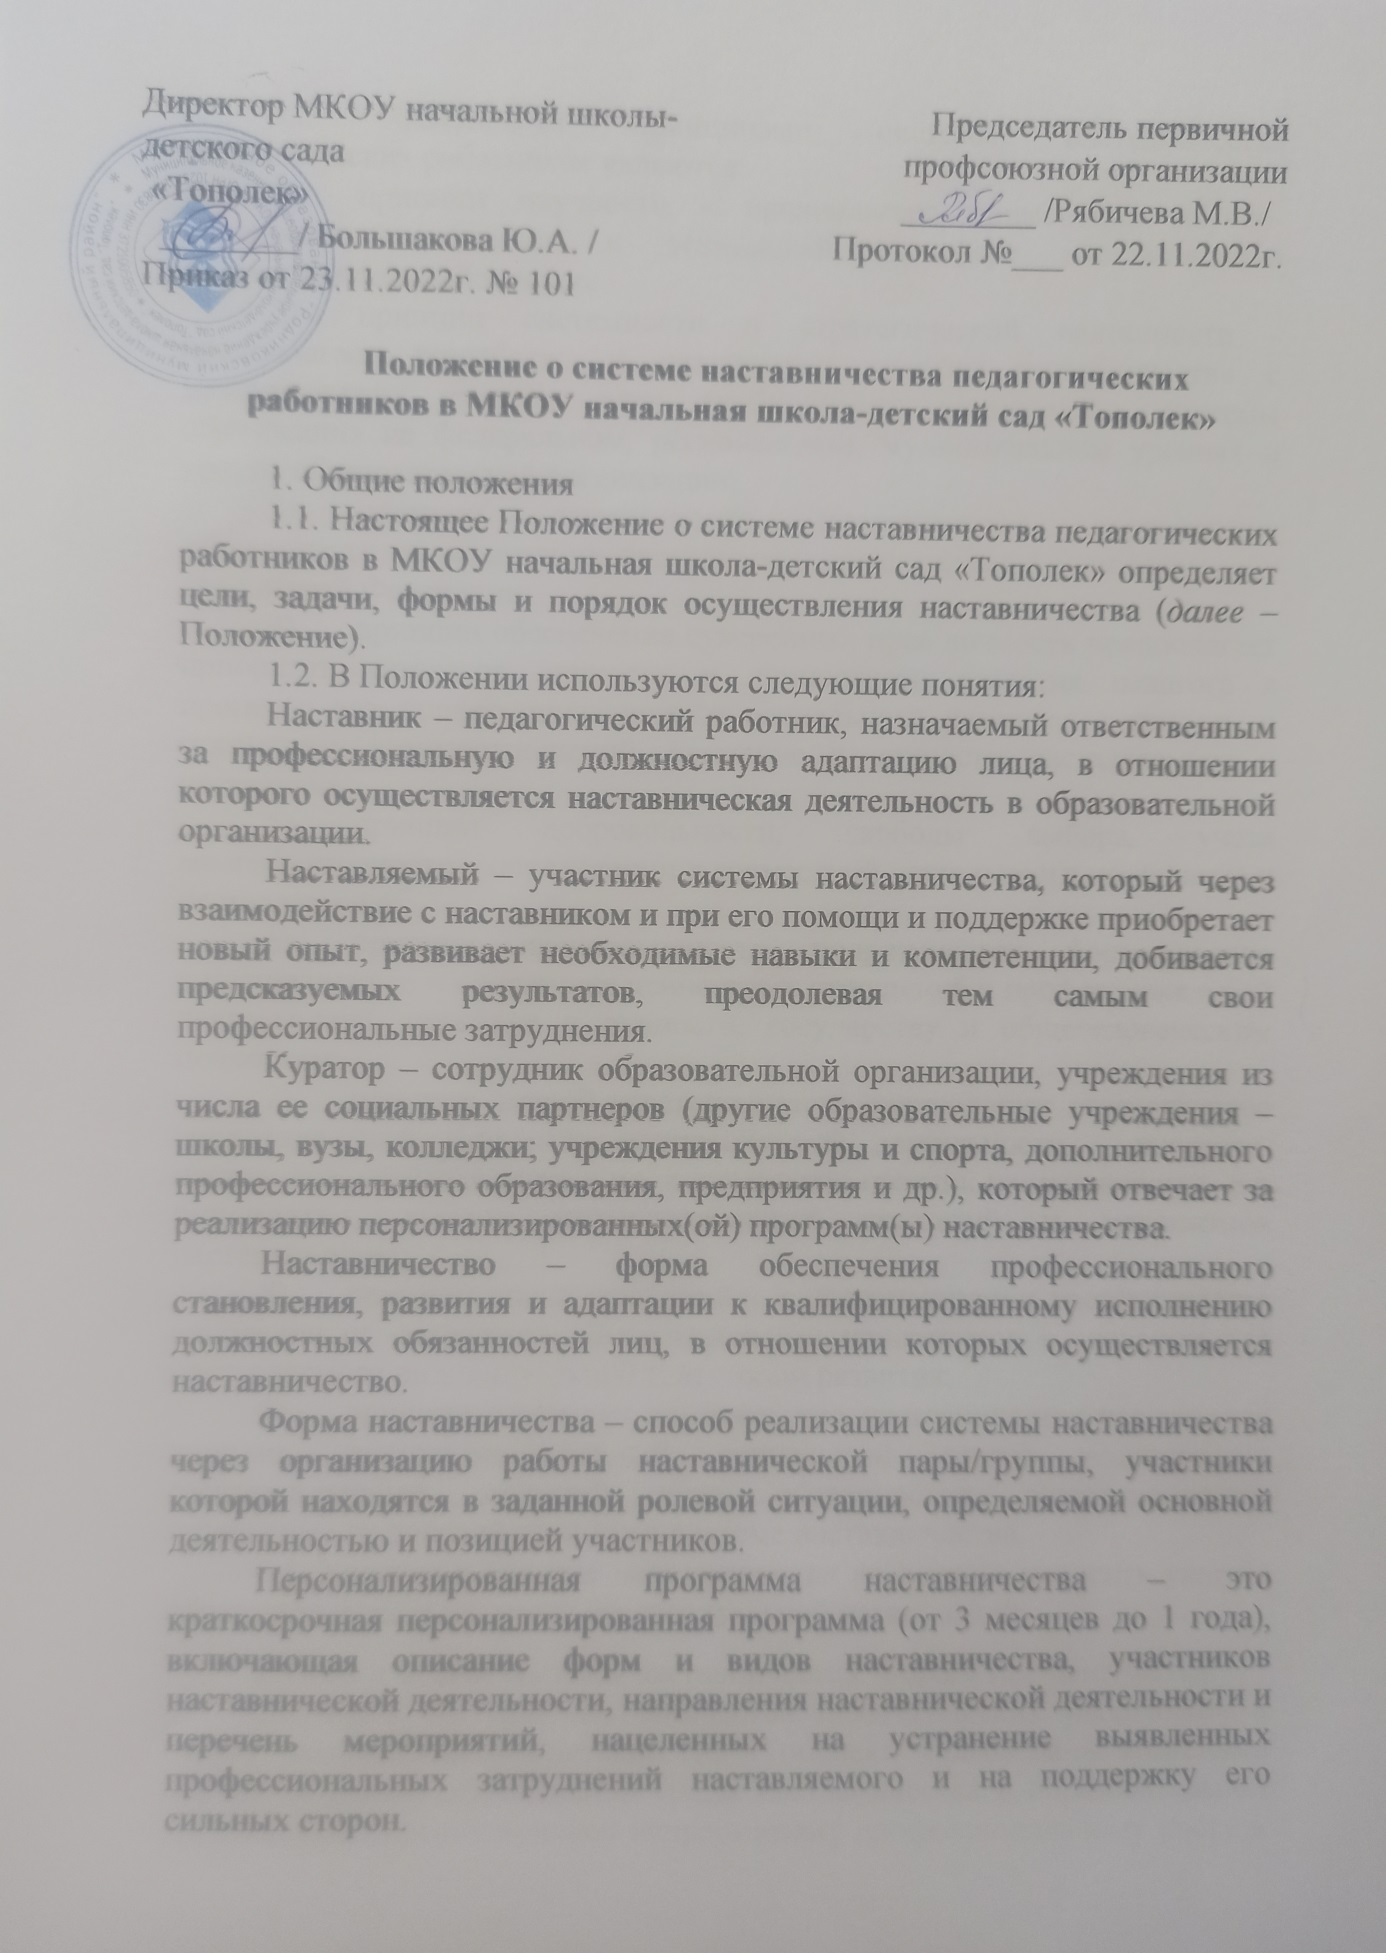 Директор МКОУ начальной школы-
детского сада
«Тополек»
/ Большакова Ю.А. /
Приказ от 23.11.2022г. № 101
Председатель первичной
профсоюзной организации
/Рябичева М.В./
Протокол №___ от 22.11.2022г.
Положение о системе наставничества педагогических
работников в МКОУ начальная школа-детский сад «Тополек»
1. Общие положения
1.1. Настоящее Положение о системе наставничества педагогических
работников в МКОУ начальная школа-детский сад «Тополек» определяет
цели, задачи, формы и порядок осуществления наставничества (далее –
Положение).
1.2. В Положении используются следующие понятия:
Наставник – педагогический работник, назначаемый ответственным
за профессиональную и должностную адаптацию лица, в отношении
которого осуществляется наставническая деятельность в образовательной
организации.
Наставляемый – участник системы наставничества, который через
взаимодействие с наставником и при его помощи и поддержке приобретает
новый опыт, развивает необходимые навыки и компетенции, добивается
предсказуемых результатов, преодолевая тем самым свои
профессиональные затруднения.
Куратор – сотрудник образовательной организации, учреждения из
числа ее социальных партнеров (другие образовательные учреждения –
школы, вузы, колледжи; учреждения культуры и спорта, дополнительного
профессионального образования, предприятия и др.), который отвечает за
реализацию персонализированных(ой) программ(ы) наставничества.
Наставничество – форма обеспечения профессионального
становления, развития и адаптации к квалифицированному исполнению
должностных обязанностей лиц, в отношении которых осуществляется
наставничество.
Форма наставничества – способ реализации системы наставничества
через организацию работы наставнической пары/группы, участники
которой находятся в заданной ролевой ситуации, определяемой основной
деятельностью и позицией участников.
Персонализированная программа наставничества – это
краткосрочная персонализированная программа (от 3 месяцев до 1 года),
включающая описание форм и видов наставничества, участников
наставнической деятельности, направления наставнической деятельности и
перечень мероприятий, нацеленных на устранение выявленных
профессиональных затруднений наставляемого и на поддержку его
сильных сторон.